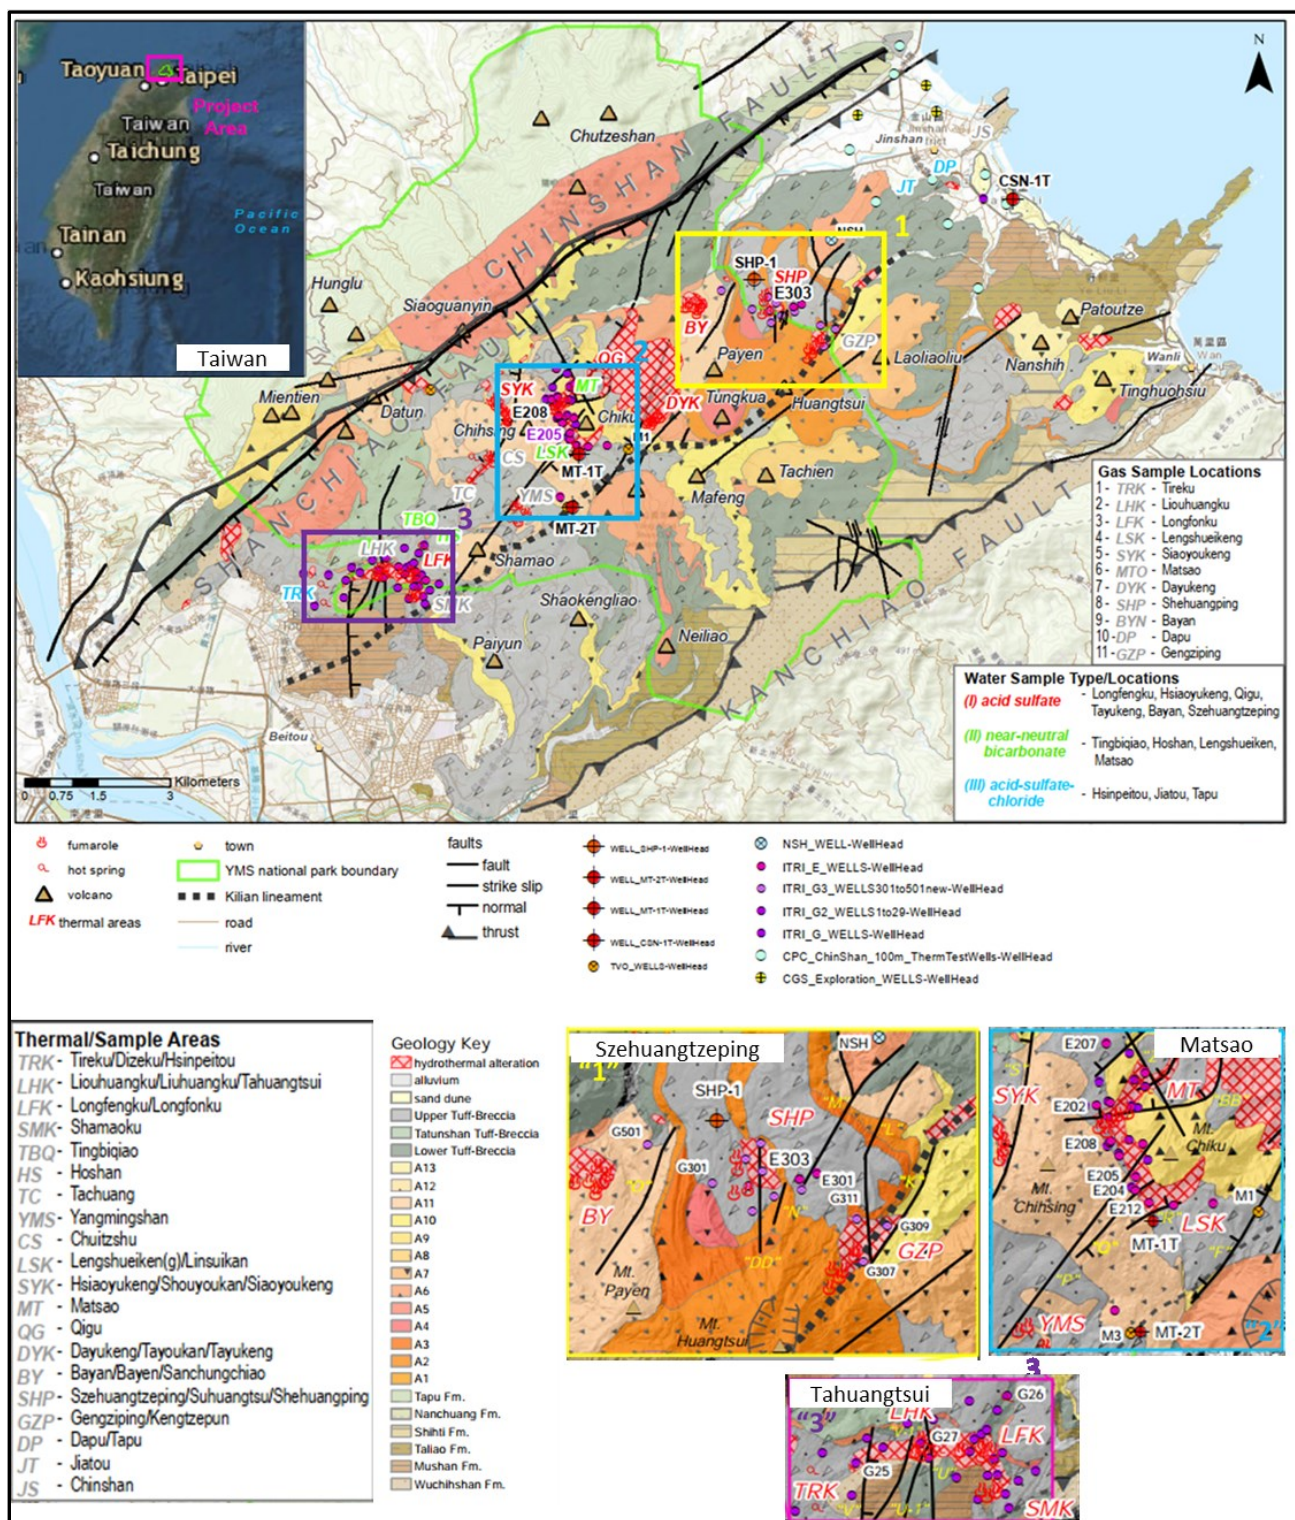 Taoyuan
Taipei
Project
Area
Taiwan
Taichung
Taiwan
Pacific
Ocean
Tainan
Kaohsiung
Taiwan
N
Chutzeshan
CHINSHAN FAULT
Jinshan
JS
DP
JT
CSN-1T
1
NSH
SHP-1
SHP
E303
BY
Payen
GZP
Laoliaoliu
Patoutze
Nanshih
Wanli
萬里區
Tinghuohsiu
Hunglu
Siaoguanyin
QG
2
SYK
MT
E208
Chiku
DYK
Tungkua
Huangtsui
Mientien
Datun
Chihsing
E205
LSK
M1
CS
MT-1T
Tachien
Mafeng
TC
YMS
MT-2T
SHANCHIAO FAULT
TBQ
3
HS
LHK
LFK
Shamao
TRK
SMK
Shaokengliao
Paiyun
Neiliao
KANCHIAO FAULT
Beitou
Kilometers
0 0.75 1.5 3
Gas Sample Locations
1 - TRK - Tireku
2 - LHK - Liouhuangku
3 - LFK - Longfonku
4 - LSK - Lengshueikeng
5 - SYK - Siaoyoukeng
6 - MTO - Matsao
7 - DYK - Dayukeng
8 - SHP - Shehuangping
9 - BYN - Bayan
10 - DP - Dapu
11 - GZP - Gengziping
Water Sample Type/Locations
(I) acid sulfate - Longfengku, Hsiaoyukeng, Qigu,
Tayukeng, Bayan, Szehuangtzeping
(II) near-neutral
bicarbonate - Tingbiqiao, Hoshan, Lengshueiken,
Matsao
(III) acid-sulfate-
chloride - Hsinpeitou, Jiatou, Tapu
fumarole
hot spring
volcano
LFK thermal areas
town
YMS national park boundary
Kilian lineament
road
river
faults
fault
strike slip
normal
thrust
WELL_SHP-1-WellHead
WELL_MT-2T-WellHead
WELL_MT-1T-WellHead
WELL_CSN-1T-WellHead
TVO_WELLS-WellHead
NSH_WELL-WellHead
ITRI_E_WELLS-WellHead
ITRI_G3_WELLS301to501new-WellHead
ITRI_G2_WELLS1to29-WellHead
ITRI_G_WELLS-WellHead
CPC_ChinShan_100m_ThermTestWells-WellHead
CGS_Exploration_WELLS-WellHead
Thermal/Sample Areas
TRK - Tireku/Dizeku/Hsinpeitou
LHK - Liouhuangku/Liuhuangku/Tahuangtsui
LFK - Longfengku/Longfonku
SMK - Shamaoku
TBQ - Tingbiqiao
HS - Hoshan
TC - Tachuang
YMS - Yangmingshan
CS - Chuitzshu
LSK - Lengshueiken(g)/Linsuikan
SYK - Hsiaoyukeng/Shouyoukan/Siaoyoukeng
MT - Matsao
QG - Qigu
DYK - Dayukeng/Tayoukan/Tayukeng
BY - Bayan/Bayen/Sanchungchiao
SHP - Szehuangtzeping/Suhuangtsu/Shehuangping
GZP - Gengziping/Kengtzepun
DP - Dapu/Tapu
JT - Jiatou
JS - Chinshan
Geology Key
hydrothermal alteration
alluvium
sand dune
Upper Tuff-Breccia
Tatunshan Tuff-Breccia
Lower Tuff-Breccia
A13
A12
A11
A10
A9
A8
A7
A6
A5
A4
A3
A2
A1
Tapu Fm.
Nanchuang Fm.
Shihti Fm.
Taliao Fm.
Mushan Fm.
Wuchihshan Fm.
Szehuangtzeping
"1"
NSH
SHP-1
SHP
"M"
"L"
G501
G301
E303
E301
G311
"K"
BY
"N"
G309
GZP
G307
"DD"
Mt.
Payen
Mt.
Huangtsui
Matsao
E207
"S"
SYK
MT
"BB"
E202
Mt.
Chiku
E208
E205
E204
E212
M1
Mt.
Chihsing
"R"
LSK
MT-1T
"Q"
"F"
"P"
YMS
M3
MT-2T
"2"
3
Tahuangtsui
"3"
LHK
G26
G27
LFK
G25
"U"
TRK
"V"
"U-1"
SMK